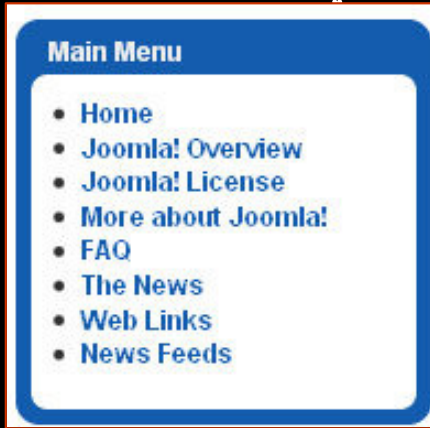 Main Menu
Home
Joomla! Overview
Joomla! License
More about Joomla!
FAQ
The News
Web Links
News Feeds